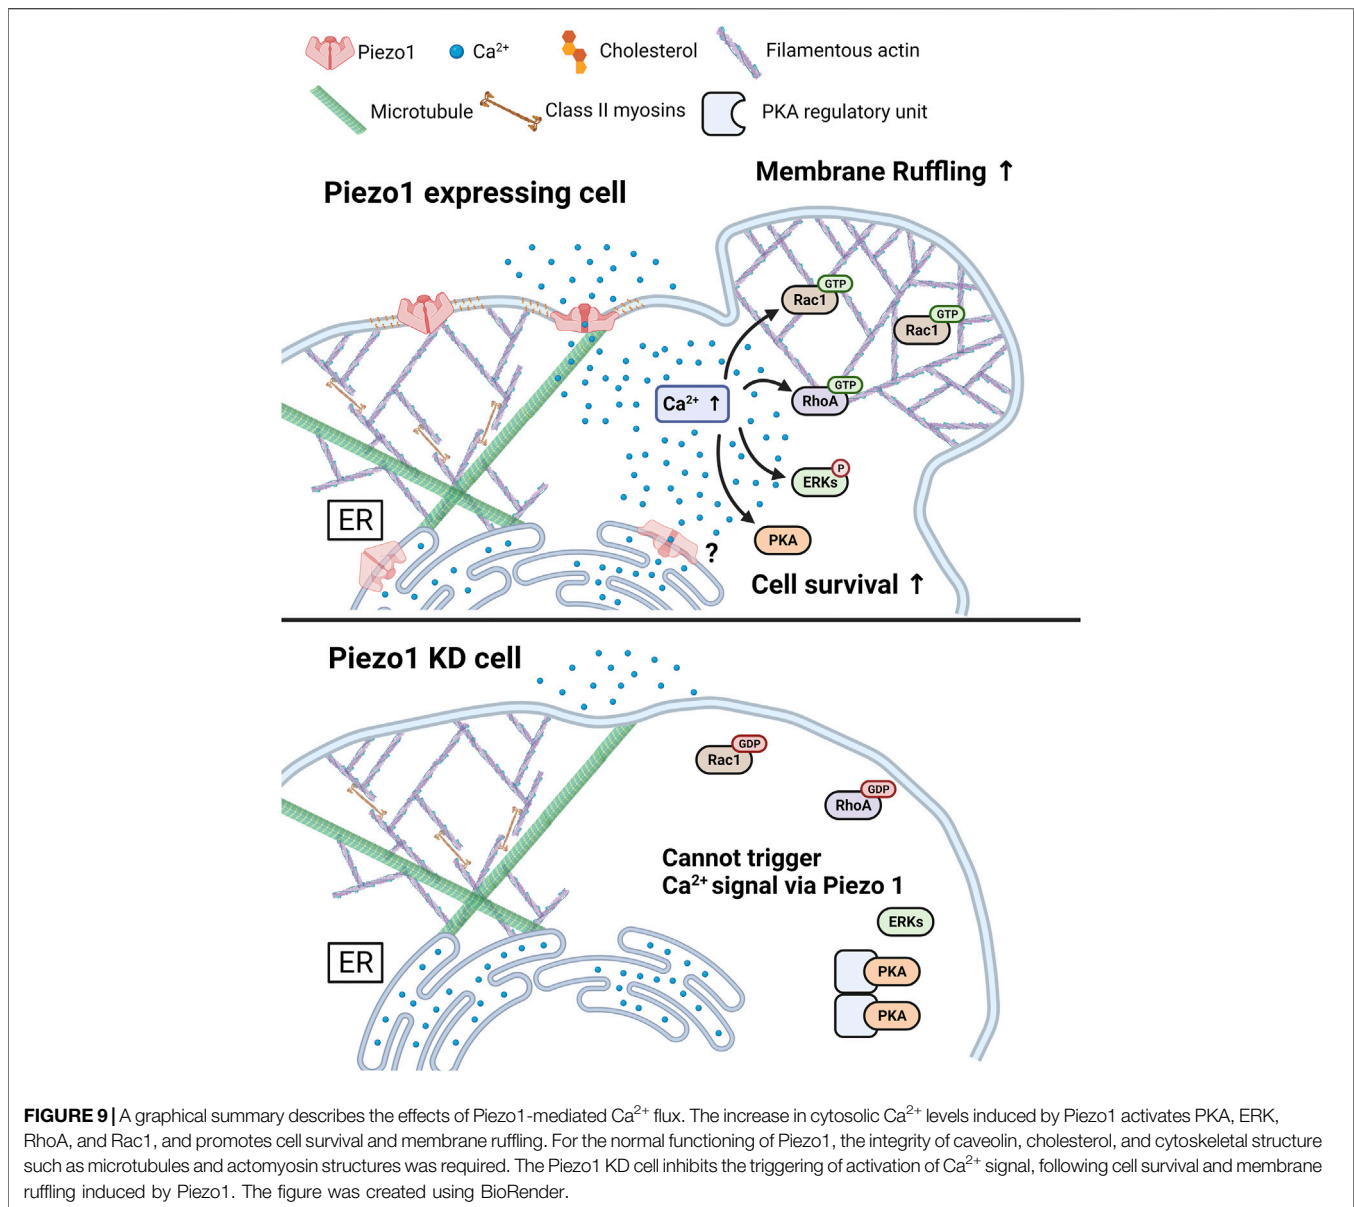 Piezo1 Ca²⁺ Cholesterol Filamentous actin
Microtubule Class II myosins PKA regulatory unit
Membrane Ruffling ↑
Piezo1 expressing cell
GTP
Rac1
GTP
Rac1
Ca²⁺ ↑
GTP
RhoA
P
ERKs
ER
PKA
?
Cell survival ↑
Piezo1 KD cell
GDP
Rac1
GDP
RhoA
Cannot trigger
Ca²⁺ signal via Piezo 1
ERKs
ER
PKA
PKA
FIGURE 9 | A graphical summary describes the effects of Piezo1-mediated Ca²⁺ flux. The increase in cytosolic Ca²⁺ levels induced by Piezo1 activates PKA, ERK,
RhoA, and Rac1, and promotes cell survival and membrane ruffling. For the normal functioning of Piezo1, the integrity of caveolin, cholesterol, and cytoskeletal structure
such as microtubules and actomyosin structures was required. The Piezo1 KD cell inhibits the triggering of activation of Ca²⁺ signal, following cell survival and membrane
ruffling induced by Piezo1. The figure was created using BioRender.